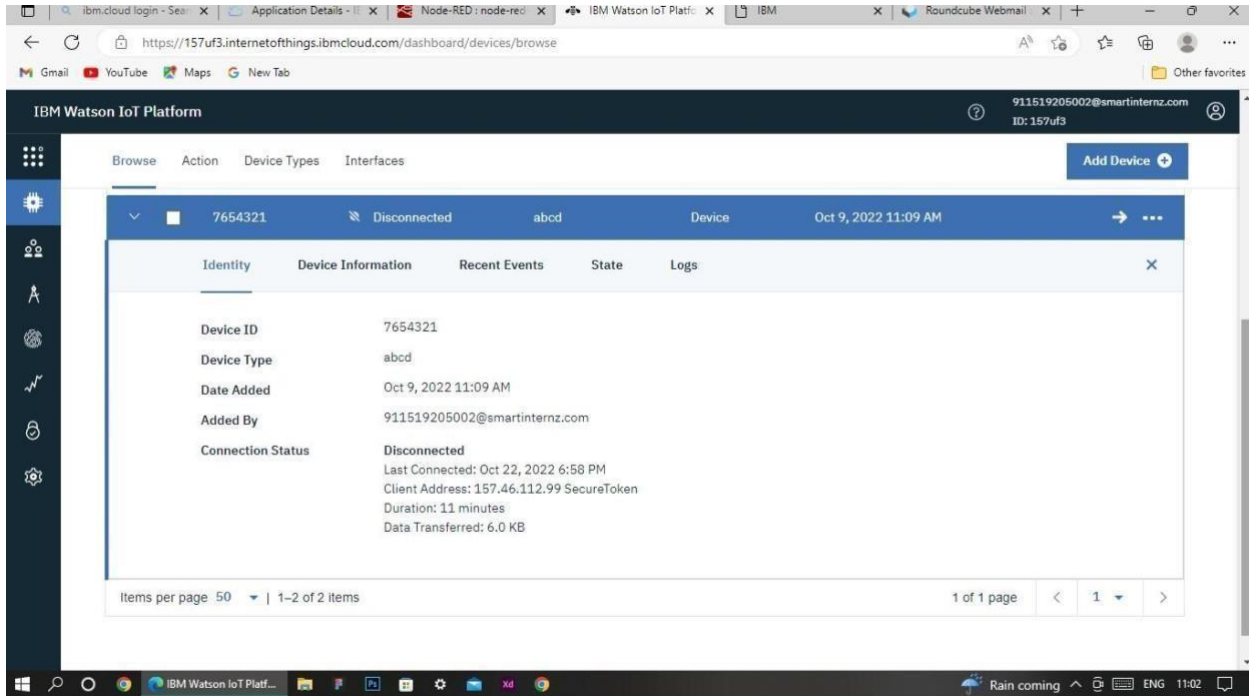 ibm.cloud login - Sear
Application Details - I
Node-RED : node-red
IBM Watson IoT Platfo
IBM
Roundcube Webmail
https://157uf3.internetofthings.ibmcloud.com/dashboard/devices/browse
Gmail YouTube Maps New Tab Other favorites
IBM Watson IoT Platform
911519205002@smartinternz.com
ID: 157uf3
Browse Action Device Types Interfaces Add Device
7654321 Disconnected abcd Device Oct 9, 2022 11:09 AM
Identity Device Information Recent Events State Logs
Device ID 7654321
Device Type abcd
Date Added Oct 9, 2022 11:09 AM
Added By 911519205002@smartinternz.com
Connection Status Disconnected
Last Connected: Oct 22, 2022 6:58 PM
Client Address: 157.46.112.99 SecureToken
Duration: 11 minutes
Data Transferred: 6.0 KB
Items per page 50 | 1–2 of 2 items 1 of 1 page < 1 >
IBM Watson IoT Platf... Ps Xd Rain coming ENG 11:02